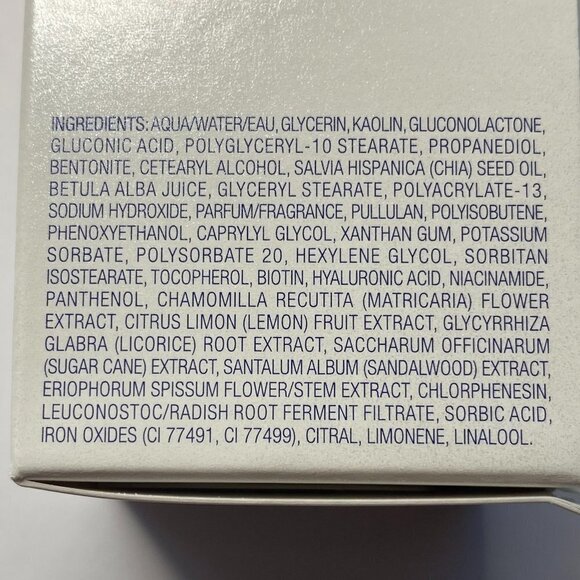 INGREDIENTS: AQUA/WATER/EAU, GLYCERIN, KAOLIN, GLUCONOLACTONE,
GLUCONIC ACID, POLYGLYCERYL-10 STEARATE, PROPANEDIOL,
BENTONITE, CETEARYL ALCOHOL, SALVIA HISPANICA (CHIA) SEED OIL,
BETULA ALBA JUICE, GLYCERYL STEARATE, POLYACRYLATE-13,
SODIUM HYDROXIDE, PARFUM/FRAGRANCE, PULLULAN, POLYISOBUTENE,
PHENOXYETHANOL, CAPRYLYL GLYCOL, XANTHAN GUM, POTASSIUM
SORBATE, POLYSORBATE 20, HEXYLENE GLYCOL, SORBITAN
ISOSTEARATE, TOCOPHEROL, BIOTIN, HYALURONIC ACID, NIACINAMIDE,
PANTHENOL, CHAMOMILLA RECUTITA (MATRICARIA) FLOWER
EXTRACT, CITRUS LIMON (LEMON) FRUIT EXTRACT, GLYCYRRHIZA
GLABRA (LICORICE) ROOT EXTRACT, SACCHARUM OFFICINARUM
(SUGAR CANE) EXTRACT, SANTALUM ALBUM (SANDALWOOD) EXTRACT,
ERIOPHORUM SPISSUM FLOWER/STEM EXTRACT, CHLORPHENESIN,
LEUCONOSTOC/RADISH ROOT FERMENT FILTRATE, SORBIC ACID,
IRON OXIDES (CI 77491, CI 77499), CITRAL, LIMONENE, LINALOOL.